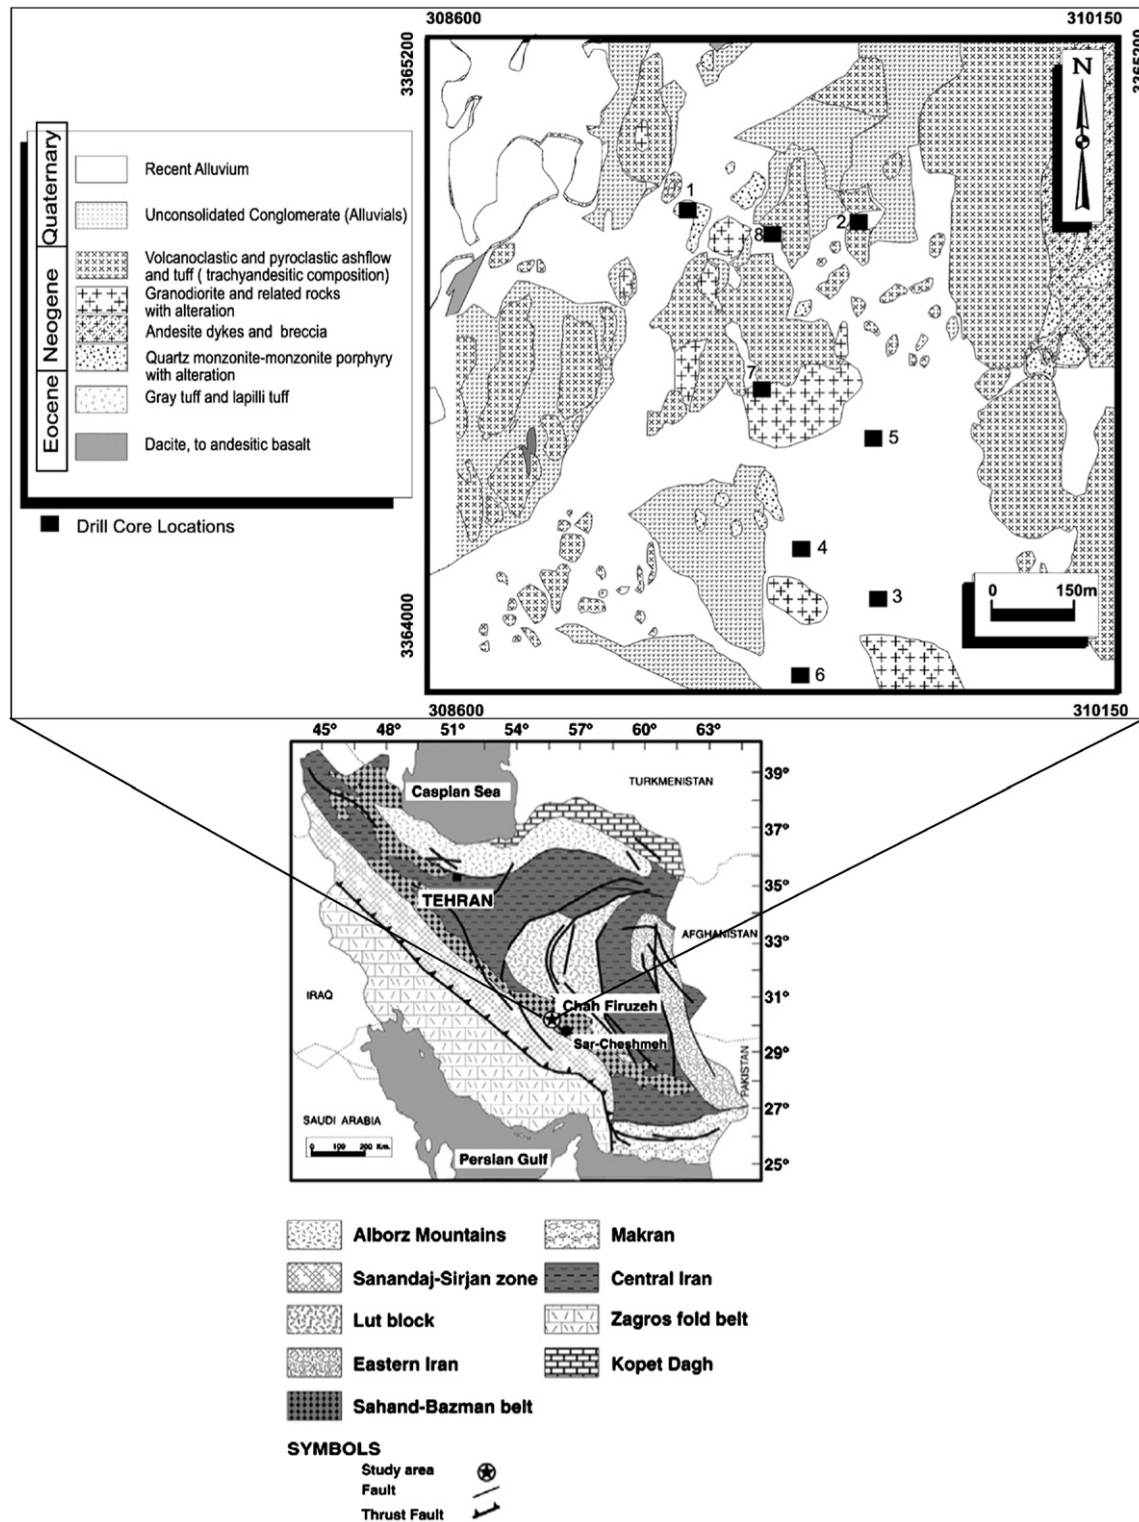 308600
310150
3365200
3365200
N
Quaternary
Neogene
Eocene
Recent Alluvium
Unconsolidated Conglomerate (Alluvials)
Volcanoclastic and pyroclastic ashflow
and tuff ( trachyandesitic composition)
Granodiorite and related rocks
with alteration
Andesite dykes and breccia
Quartz monzonite-monzonite porphyry
with alteration
Gray tuff and lapilli tuff
Dacite, to andesitic basalt
Drill Core Locations
1
2
8
7
5
4
3
6
0 150m
3364000
308600
310150
45° 48° 51° 54° 57° 60° 63°
39°
37°
35°
33°
31°
29°
27°
25°
TURKMENISTAN
Caspian Sea
TEHRAN
AFGHANISTAN
IRAQ
Chah Firuzeh
Sar-Cheshmeh
PAKISTAN
SAUDI ARABIA
0 100 200 Km.
Persian Gulf
Alborz Mountains
Makran
Sanandaj-Sirjan zone
Central Iran
Lut block
Zagros fold belt
Eastern Iran
Kopet Dagh
Sahand-Bazman belt
SYMBOLS
Study area
Fault
Thrust Fault